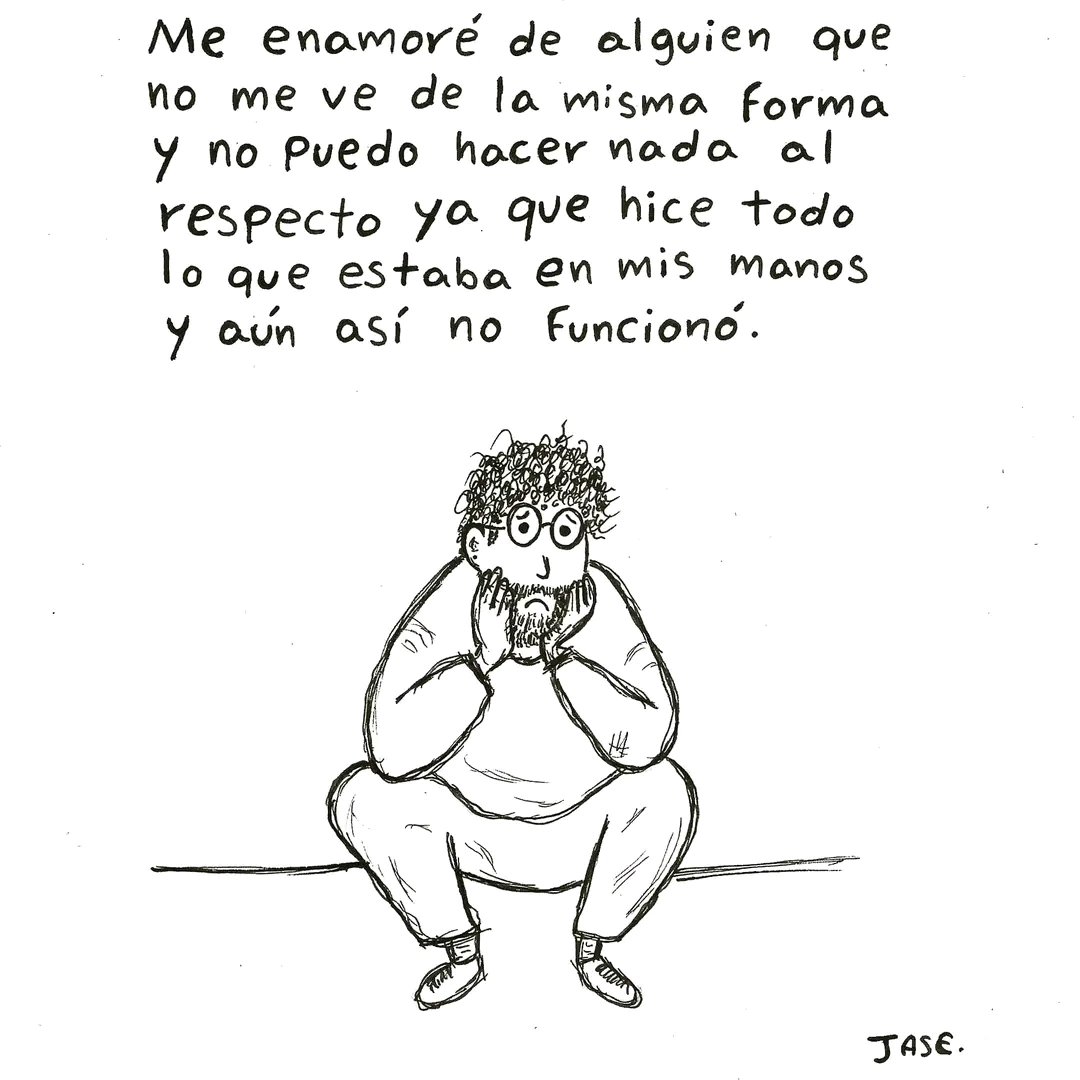 Me enamoré de alguien que
no me ve de la misma forma
y no puedo hacer nada al
respecto ya que hice todo
lo que estaba en mis manos
y aún así no funcionó.
JASE.